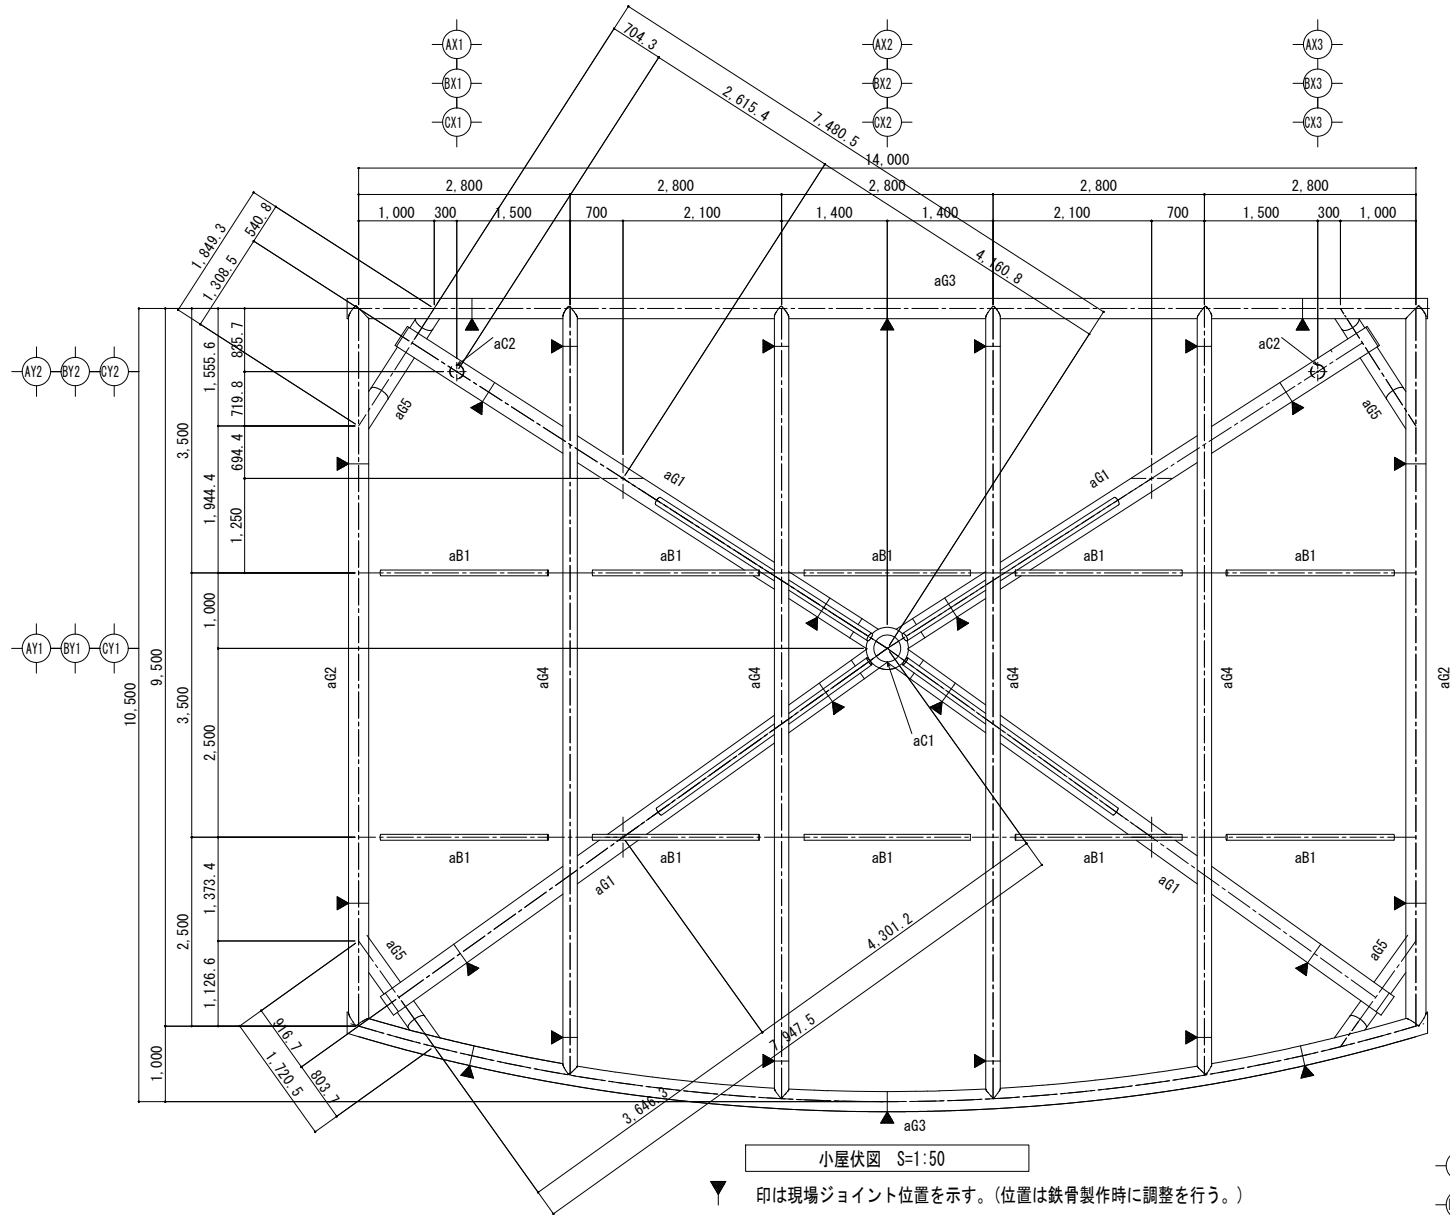 AX1
AX2
AX3
BX1
BX2
BX3
CX1
CX2
CX3
704.3
2,615.4
7,480.5
4,160.8
14,000
2,800
2,800
2,800
2,800
2,800
1,000
300
1,500
700
2,100
1,400
1,400
2,100
700
1,500
300
1,000
1,849.3
540.8
1,308.5
aG3
AY2
BY2
CY2
aC2
aC2
aG5
aG5
835.7
1,555.6
719.8
694.4
3,500
1,944.4
1,250
aG1
aG1
aB1
aB1
aB1
aB1
aB1
1,000
AY1
BY1
CY1
9,500
10,500
3,500
2,500
aG2
aG4
aG4
aG4
aG4
aG2
aC1
aB1
aB1
aB1
aB1
aB1
aG1
aG1
1,373.4
2,500
1,126.6
aG5
aG5
4,301.2
7,947.5
3,646.3
916.7
1,720.5
803.7
1,000
aG3
小屋伏図 S=1:50
印は現場ジョイント位置を示す。(位置は鉄骨製作時に調整を行う。)